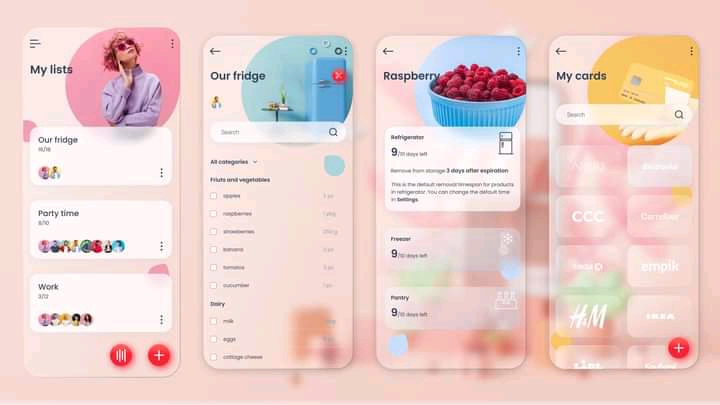 My lists
Our fridge
16/18
Party time
8/10
Work
3/12
Our fridge
Search
All categories
Friuts and vegetables
apples
raspberries
strawberries
banana
tumatos
cucumber
Dairy
milk
eggs
cottage cheese
Raspberry
Refrigerator
9/10 days left
Remove from storage 3 days after expiration
This is the default removal timespan for products
in refrigerator. You can change the default time
in Settings.
Freezer
9/10 days left
Pantry
9/10 days left
My cards
Search
CCC
Carrefour
empik
H&M
IKEA